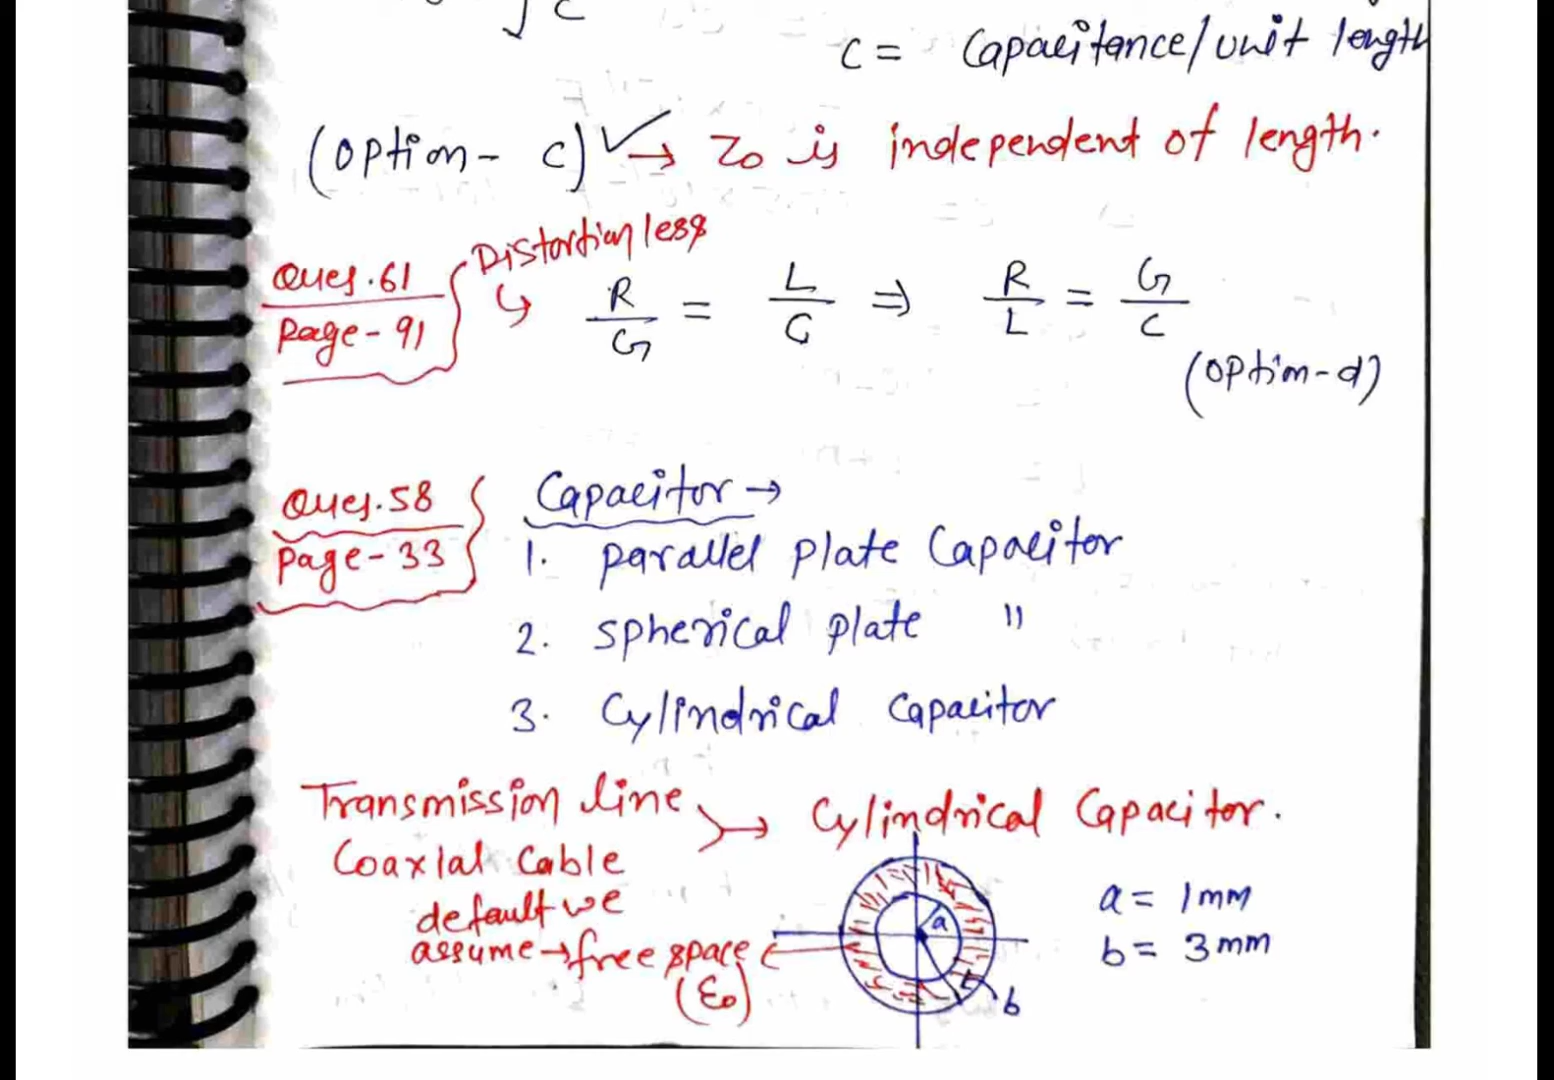 √ C
C = Capacitance/unit length
(Option - c) ✓ → Zo is independent of length.
Ques. 61
Page - 91
Distortionless
↳ R/G = L/C ⇒ R/L = G/C
(Option - d)
Ques. 58
Page - 33
Capacitor →
1. parallel plate Capacitor
2. spherical plate "
3. Cylindrical Capacitor
Transmission line
Coaxial Cable
→ Cylindrical Capacitor.
default we
assume → free space
(ε₀)
a
b
a = 1mm
b = 3mm